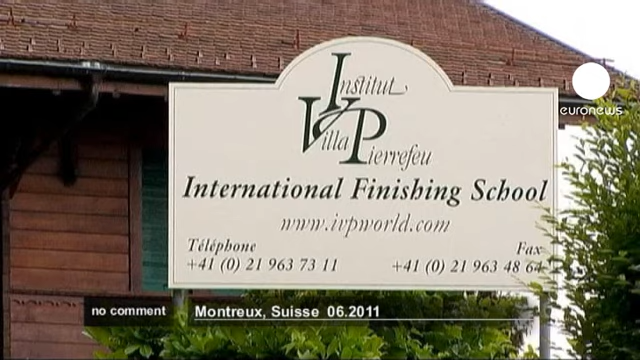 Institut
Villa Pierrefeu
International Finishing School
www.ivpworld.com
Téléphone
Fax
+41 (0) 21 963 73 11
+41 (0) 21 963 48 64
euronews
no comment
Montreux, Suisse 06.2011